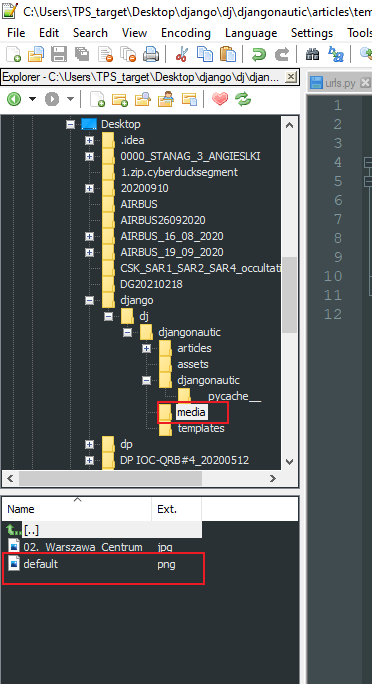 C:\Users\TPS_target\Desktop\django\dj\djangonautic\articles\tem
File Edit Search View Encoding Language Settings Tools
Explorer - C:\Users\TPS_target\Desktop\django\dj\djan...
urls.py
Desktop
.idea
0000_STANAG_3_ANGIESLKI
1.zip.cyberducksegment
20200910
AIRBUS
AIRBUS26092020
AIRBUS_16_08_2020
AIRBUS_19_09_2020
CSK_SAR1_SAR2_SAR4_occultati
DG20210218
django
dj
djangonautic
articles
assets
djangonautic
__pycache__
media
templates
dp
DP IOC-QRB#4_20200512
Name Ext.
[..]
02. Warszawa Centrum jpg
default png
1
2
3
4
5
6
7
8
9
10
11
12